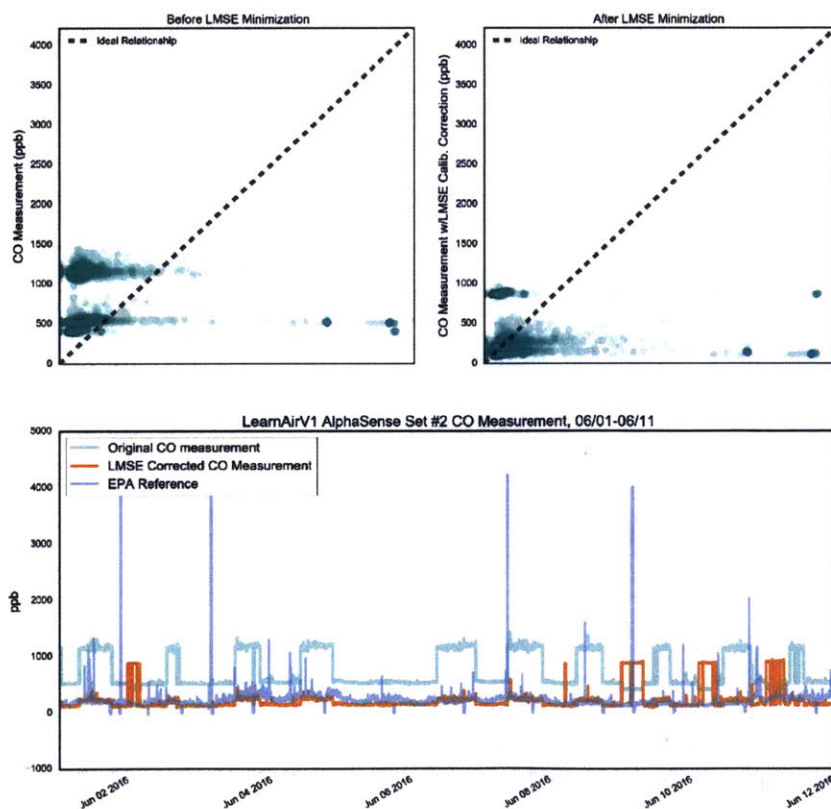 Before LMSE Minimization
After LMSE Minimization
Ideal Relationship
Ideal Relationship
CO Measurement (ppb)
4000
3500
3000
2500
2000
1500
1000
500
0
CO Measurement w/LMSE Calib. Correction (ppb)
4000
3500
3000
2500
2000
1500
1000
500
0
LearnAirV1 AlphaSense Set #2 CO Measurement, 06/01-06/11
Original CO measurement
LMSE Corrected CO Measurement
EPA Reference
ppb
5000
4000
3000
2000
1000
0
-1000
Jun 02 2016
Jun 04 2016
Jun 06 2016
Jun 08 2016
Jun 10 2016
Jun 12 2016